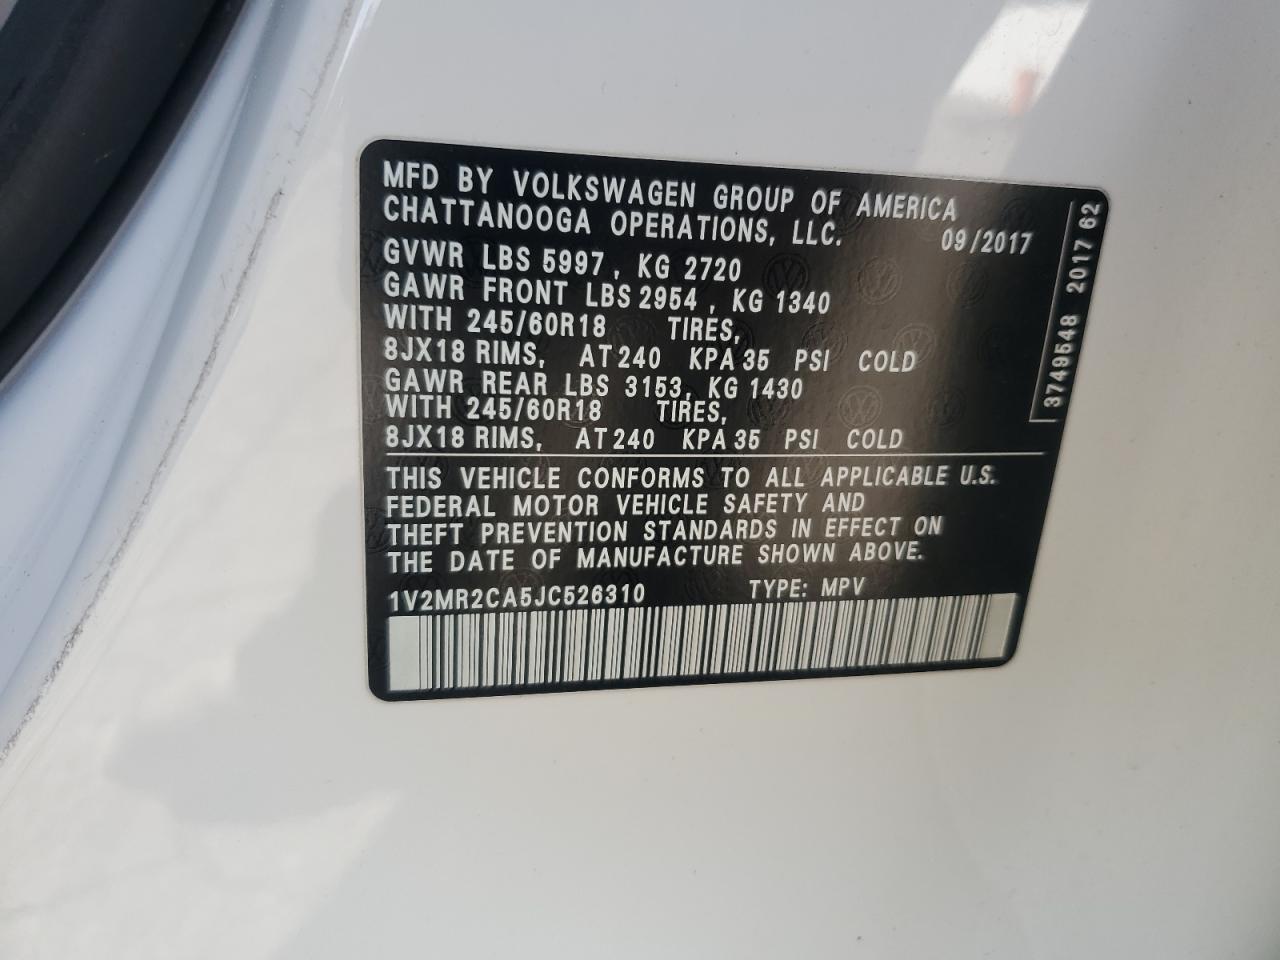 MFD BY VOLKSWAGEN GROUP OF AMERICA
CHATTANOOGA OPERATIONS, LLC. 09/2017
GVWR LBS 5997, KG 2720
GAWR FRONT LBS 2954, KG 1340
WITH 245/60R18 TIRES,
8JX18 RIMS, AT 240 KPA 35 PSI COLD
GAWR REAR LBS 3153, KG 1430
WITH 245/60R18 TIRES,
8JX18 RIMS, AT 240 KPA 35 PSI COLD
THIS VEHICLE CONFORMS TO ALL APPLICABLE U.S.
FEDERAL MOTOR VEHICLE SAFETY AND
THEFT PREVENTION STANDARDS IN EFFECT ON
THE DATE OF MANUFACTURE SHOWN ABOVE.
1V2MR2CA5JC526310 TYPE: MPV
3749548 2017 62